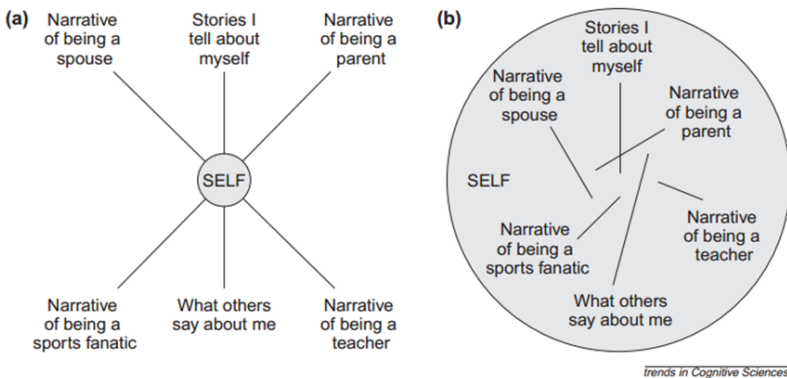 (a)
Narrative
of being a
spouse
Stories I
tell about
myself
Narrative
of being a
parent
SELF
Narrative
of being a
sports fanatic
What others
say about me
Narrative
of being a
teacher
(b)
Stories I
tell about
myself
Narrative
of being a
spouse
Narrative
of being a
parent
SELF
Narrative
of being a
sports fanatic
Narrative
of being a
teacher
What others
say about me
trends in Cognitive Sciences